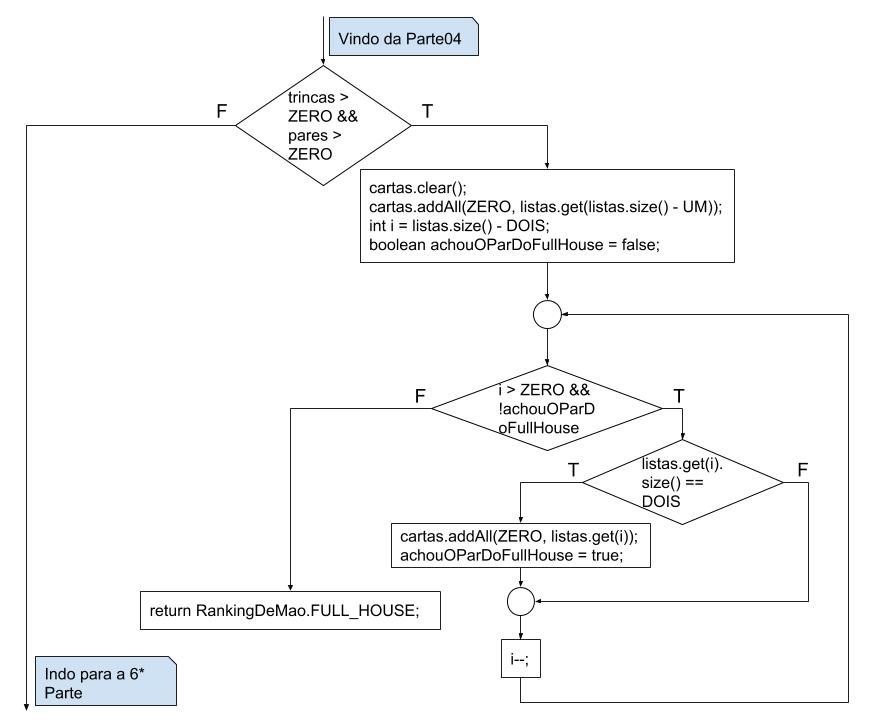 Vindo da Parte04
trincas >
ZERO &&
pares >
ZERO
F
T
cartas.clear();
cartas.addAll(ZERO, listas.get(listas.size() - UM));
int i = listas.size() - DOIS;
boolean achouOParDoFullHouse = false;
i > ZERO &&
!achouOParD
oFullHouse
F
T
listas.get(i).
size() ==
DOIS
T
F
cartas.addAll(ZERO, listas.get(i));
achouOParDoFullHouse = true;
return RankingDeMao.FULL_HOUSE;
i--;
Indo para a 6*
Parte